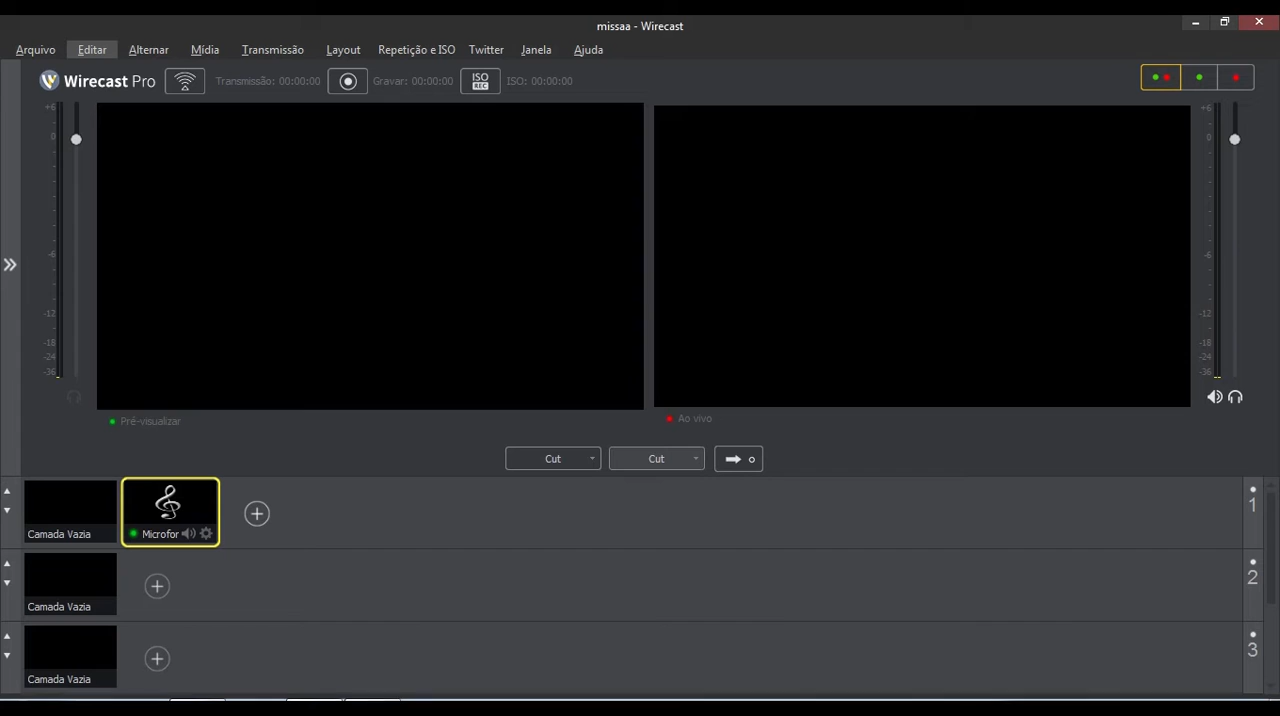 missaa - Wirecast
Arquivo Editar Alternar Mídia Transmissão Layout Repetição e ISO Twitter Janela Ajuda
Wirecast Pro Transmissão: 00:00:00 Gravar: 00:00:00 ISO REC ISO: 00:00:00
+6 +6
0 0
-6 -6
-12 -12
-18 -18
-24 -24
-36 -36
Pré-visualizar Ao vivo
Cut Cut
Camada Vazia Microfor 1
Camada Vazia 2
Camada Vazia 3